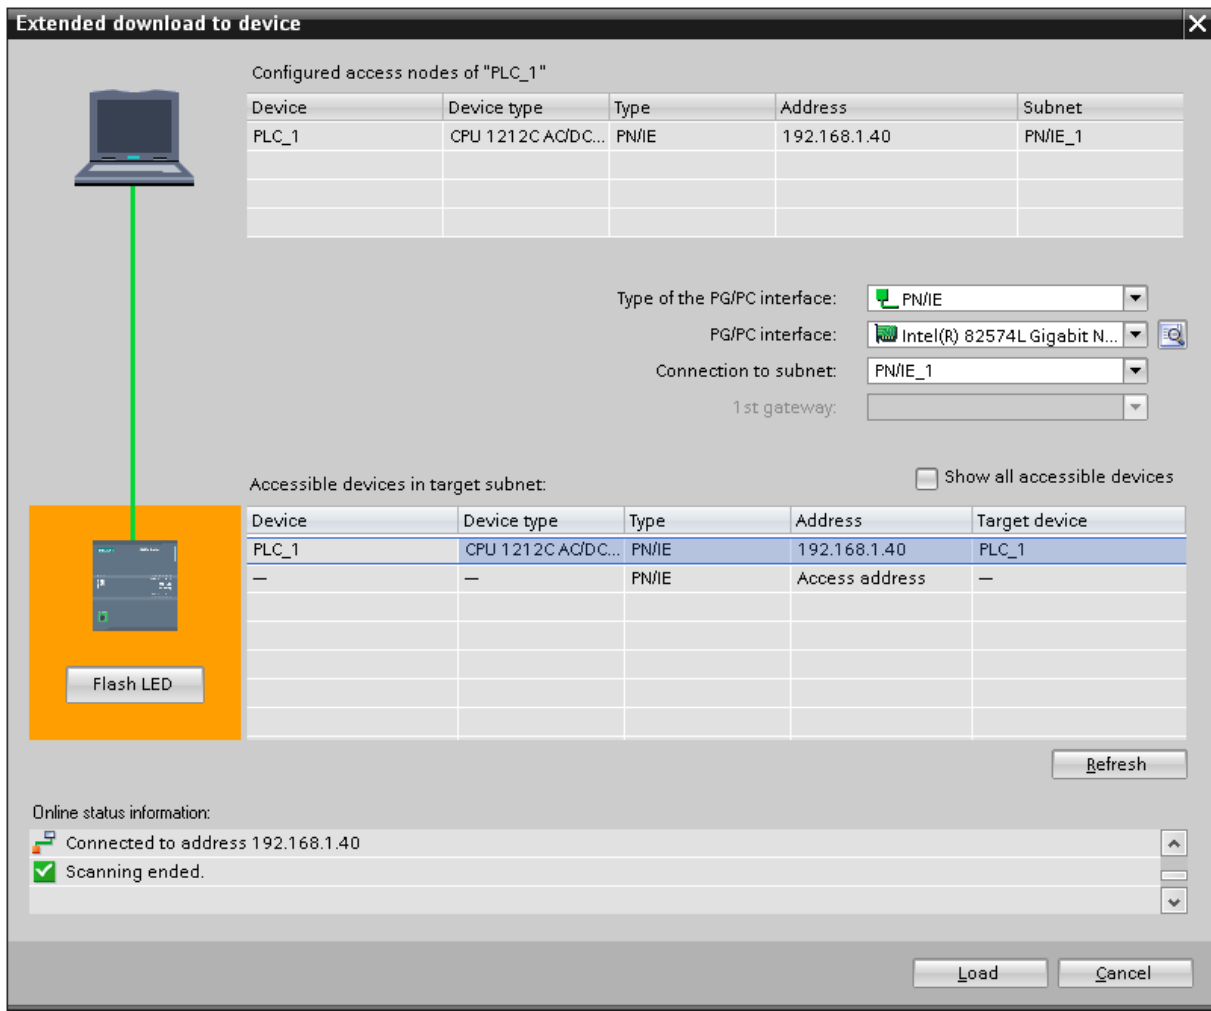 Extended download to device
Configured access nodes of "PLC_1"
Device Device type Type Address Subnet
PLC_1 CPU 1212C AC/DC... PN/IE 192.168.1.40 PN/IE_1
Type of the PG/PC interface: PN/IE
PG/PC interface: Intel(R) 82574L Gigabit N...
Connection to subnet: PN/IE_1
1st gateway:
Show all accessible devices
Accessible devices in target subnet:
Device Device type Type Address Target device
PLC_1 CPU 1212C AC/DC... PN/IE 192.168.1.40 PLC_1
— — PN/IE Access address —
Flash LED
Refresh
Online status information:
Connected to address 192.168.1.40
Scanning ended.
Load Cancel